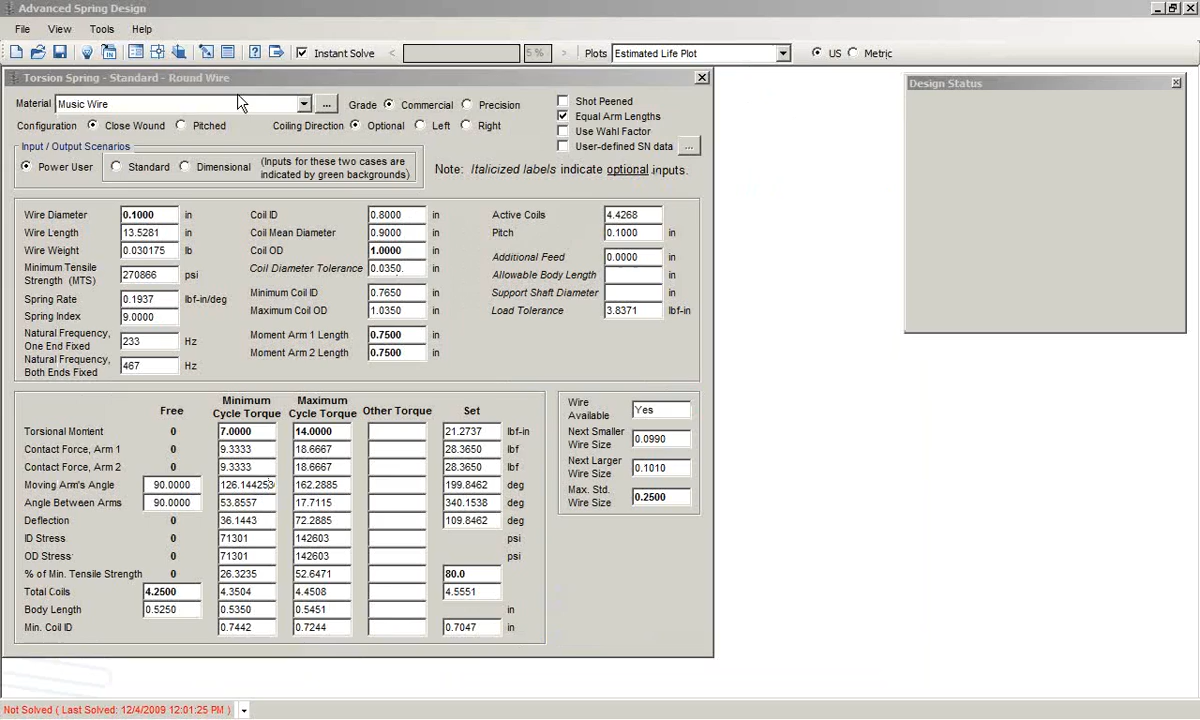 Advanced Spring Design
File View Tools Help
Instant Solve < 5 % > Plots Estimated Life Plot US Metric
Torsion Spring - Standard - Round Wire
Design Status
Material Music Wire ... Grade Commercial Precision
Configuration Close Wound Pitched Coiling Direction Optional Left Right
Shot Peened
Equal Arm Lengths
Use Wahl Factor
User-defined SN data ...
Input / Output Scenarios
Power User Standard Dimensional (Inputs for these two cases are indicated by green backgrounds)
Note: Italicized labels indicate optional inputs.
Wire Diameter 0.1000 in
Wire Length 13.5281 in
Wire Weight 0.030175 lb
Minimum Tensile
Strength (MTS) 270866 psi
Spring Rate 0.1937 lbf-in/deg
Spring Index 9.0000
Natural Frequency,
One End Fixed 233 Hz
Natural Frequency,
Both Ends Fixed 467 Hz
Coil ID 0.8000 in
Coil Mean Diameter 0.9000 in
Coil OD 1.0000 in
Coil Diameter Tolerance 0.0350 in
Minimum Coil ID 0.7650 in
Maximum Coil OD 1.0350 in
Moment Arm 1 Length 0.7500 in
Moment Arm 2 Length 0.7500 in
Active Coils 4.4268
Pitch 0.1000 in
Additional Feed 0.0000 in
Allowable Body Length in
Support Shaft Diameter in
Load Tolerance 3.8371 lbf-in
Free Minimum Cycle Torque Maximum Cycle Torque Other Torque Set
Torsional Moment 0 7.0000 14.0000 21.2737 lbf-in
Contact Force, Arm 1 0 9.3333 18.6667 28.3650 lbf
Contact Force, Arm 2 0 9.3333 18.6667 28.3650 lbf
Moving Arm's Angle 90.0000 126.144253 162.2885 199.8462 deg
Angle Between Arms 90.0000 53.8557 17.7115 340.1538 deg
Deflection 0 36.1443 72.2885 109.8462 deg
ID Stress 0 71301 142603 psi
OD Stress 0 71301 142603 psi
% of Min. Tensile Strength 0 26.3235 52.6471 80.0
Total Coils 4.2500 4.3504 4.4508 4.5551
Body Length 0.5250 0.5350 0.5451 in
Min. Coil ID 0.7442 0.7244 0.7047 in
Wire
Available Yes
Next Smaller
Wire Size 0.0990
Next Larger
Wire Size 0.1010
Max. Std.
Wire Size 0.2500
Not Solved ( Last Solved: 12/4/2009 12:01:25 PM )